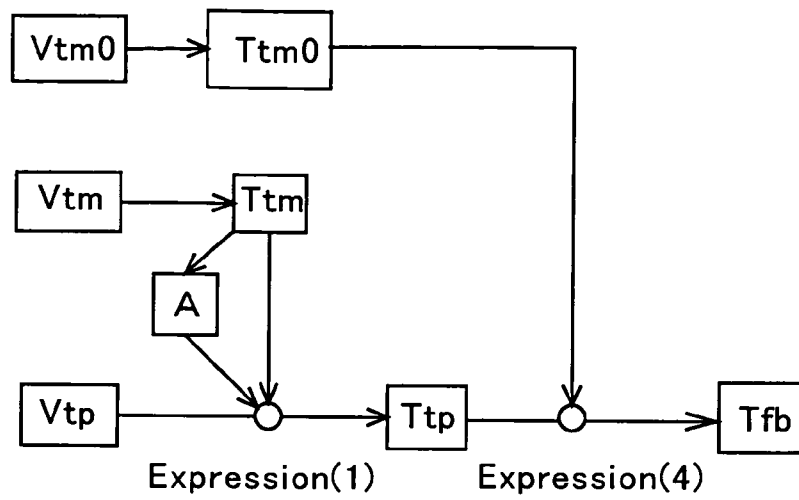 Vtm0
Ttm0
Vtm
Ttm
A
Vtp
Ttp
Tfb
Expression(1)
Expression(4)